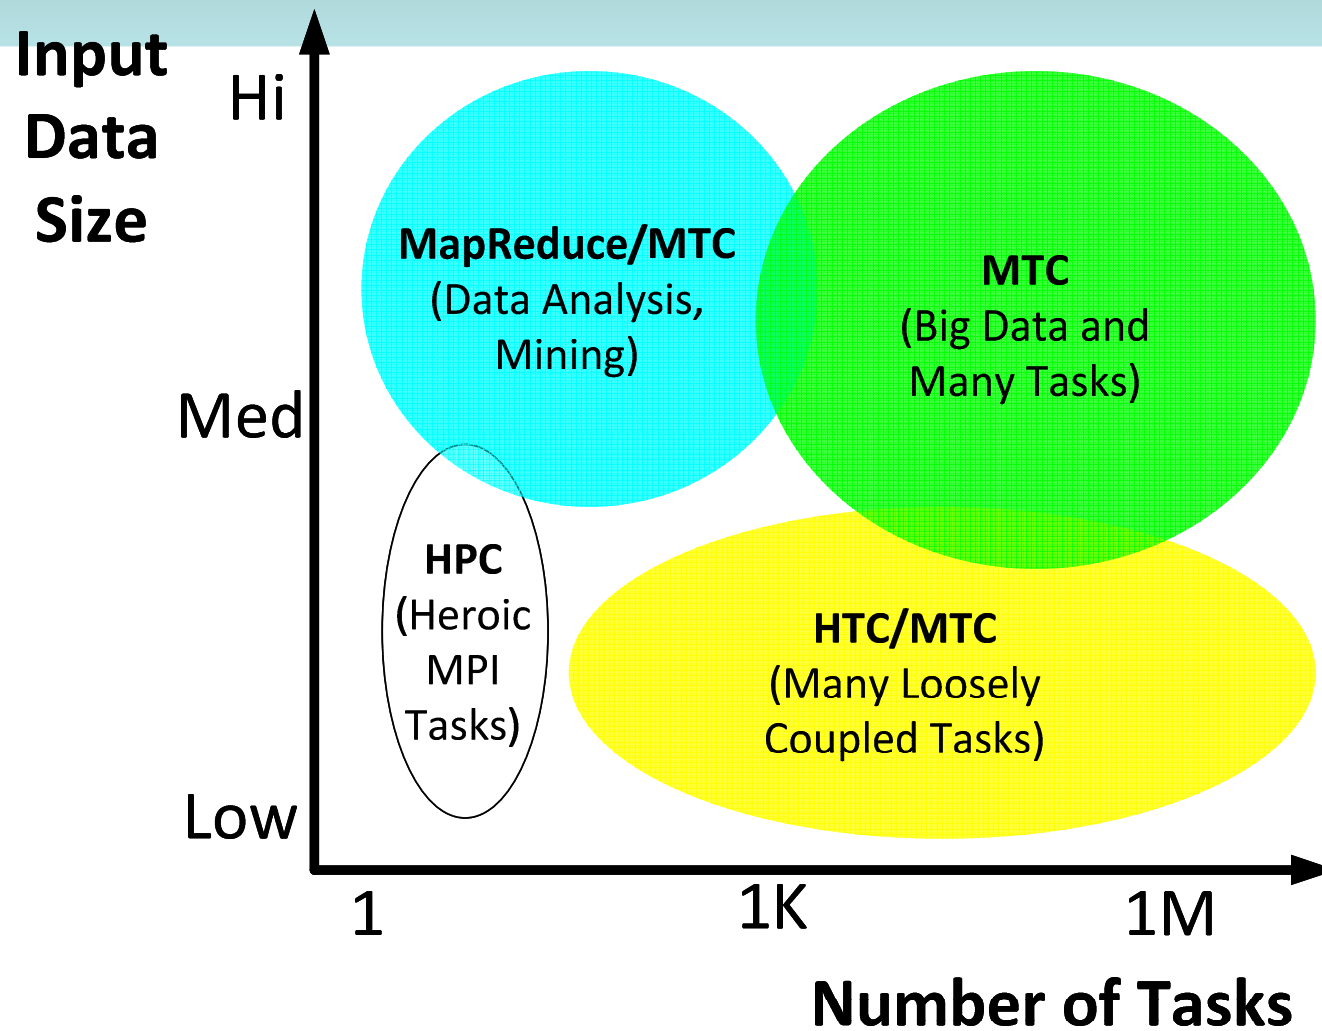 Input
Data
Size
Hi
Med
Low
MapReduce/MTC
(Data Analysis,
Mining)
MTC
(Big Data and
Many Tasks)
HPC
(Heroic
MPI
Tasks)
HTC/MTC
(Many Loosely
Coupled Tasks)
1
1K
1M
Number of Tasks